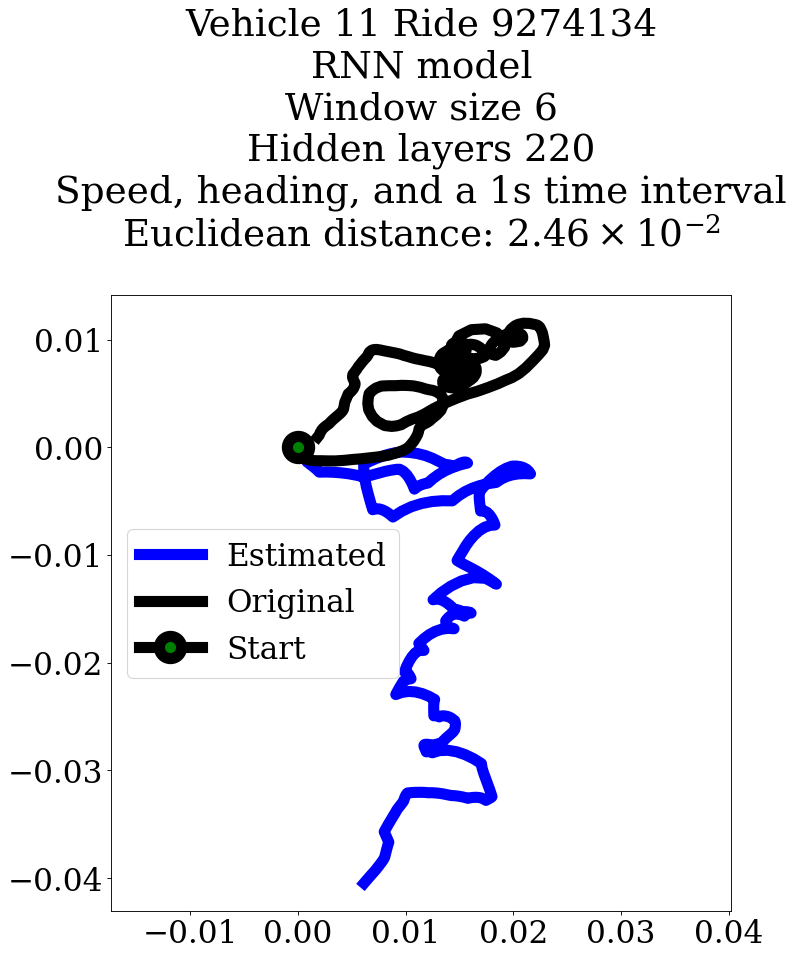 Vehicle 11 Ride 9274134
RNN model
Window size 6
Hidden layers 220
Speed, heading, and a 1s time interval
Euclidean distance: 2.46 × 10⁻²
0.01
0.00
−0.01
−0.02
−0.03
−0.04
Estimated
Original
Start
−0.01 0.00 0.01 0.02 0.03 0.04